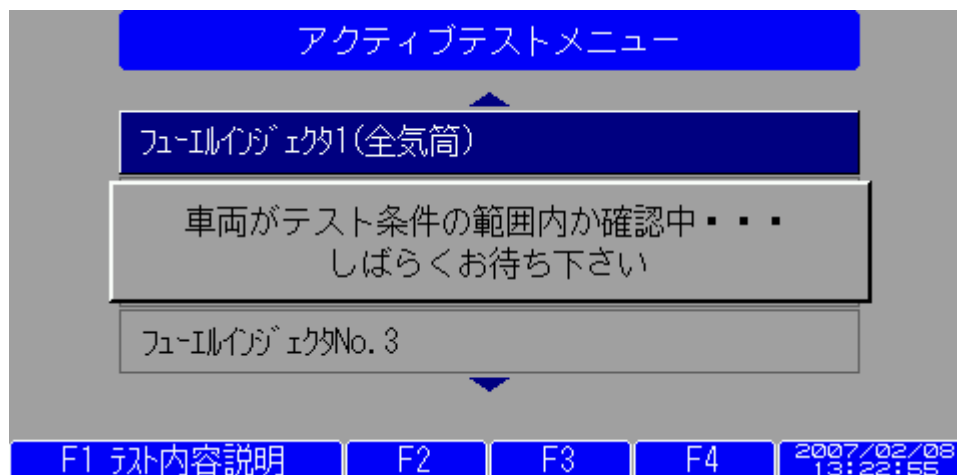 アクティブテストメニュー
フューエルインジェクタ1(全気筒)
車両がテスト条件の範囲内か確認中・・・
しばらくお待ち下さい
フューエルインジェクタNo.3
F1 テスト内容説明
F2
F3
F4
2007/02/08
13:22:55